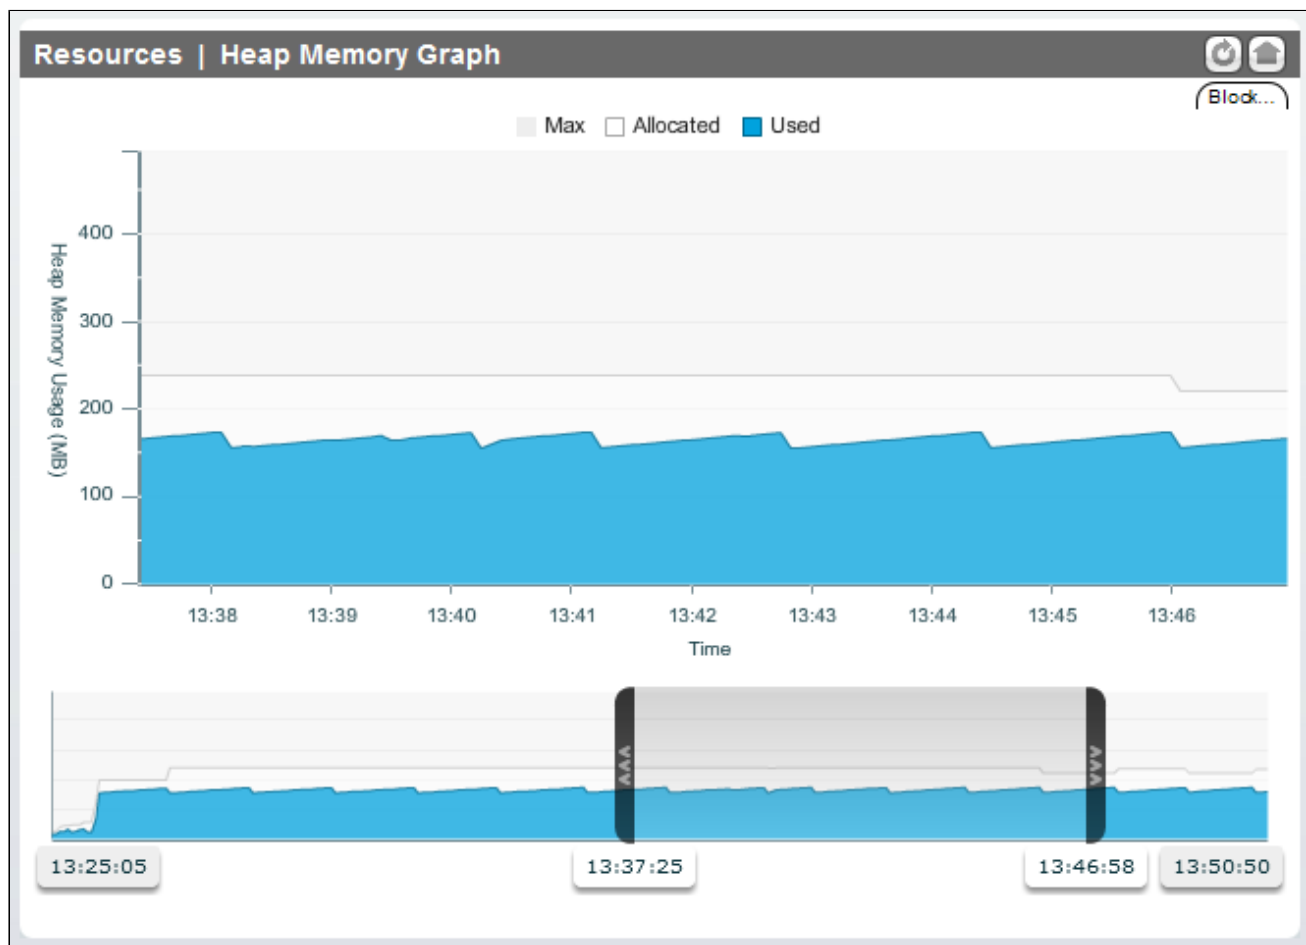 Resources | Heap Memory Graph
Block...
Max Allocated Used
400
300
200
100
0
Heap Memory Usage (MB)
13:38 13:39 13:40 13:41 13:42 13:43 13:44 13:45 13:46
Time
13:25:05 13:37:25 13:46:58 13:50:50